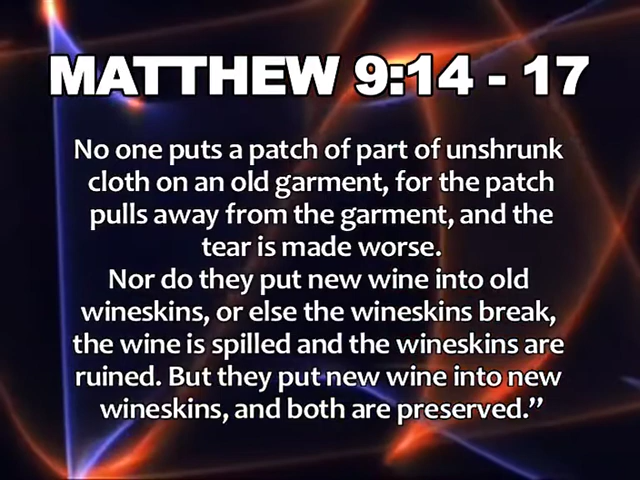 MATTHEW 9:14 - 17
No one puts a patch of part of unshrunk
cloth on an old garment, for the patch
pulls away from the garment, and the
tear is made worse.
Nor do they put new wine into old
wineskins, or else the wineskins break,
the wine is spilled and the wineskins are
ruined. But they put new wine into new
wineskins, and both are preserved.”